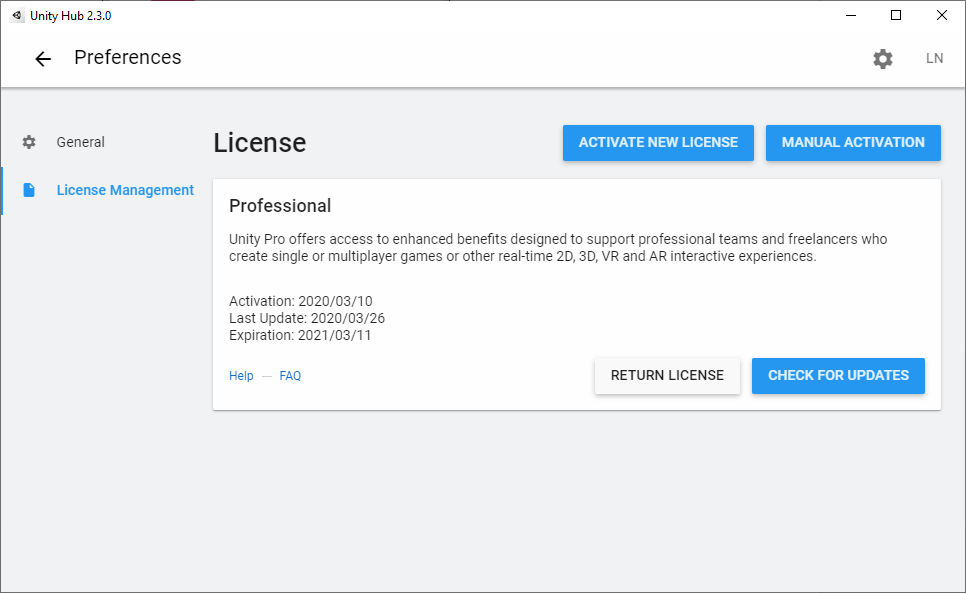 Unity Hub 2.3.0
Preferences
LN
General
License Management
License
ACTIVATE NEW LICENSE
MANUAL ACTIVATION
Professional
Unity Pro offers access to enhanced benefits designed to support professional teams and freelancers who
create single or multiplayer games or other real-time 2D, 3D, VR and AR interactive experiences.
Activation: 2020/03/10
Last Update: 2020/03/26
Expiration: 2021/03/11
Help — FAQ
RETURN LICENSE
CHECK FOR UPDATES